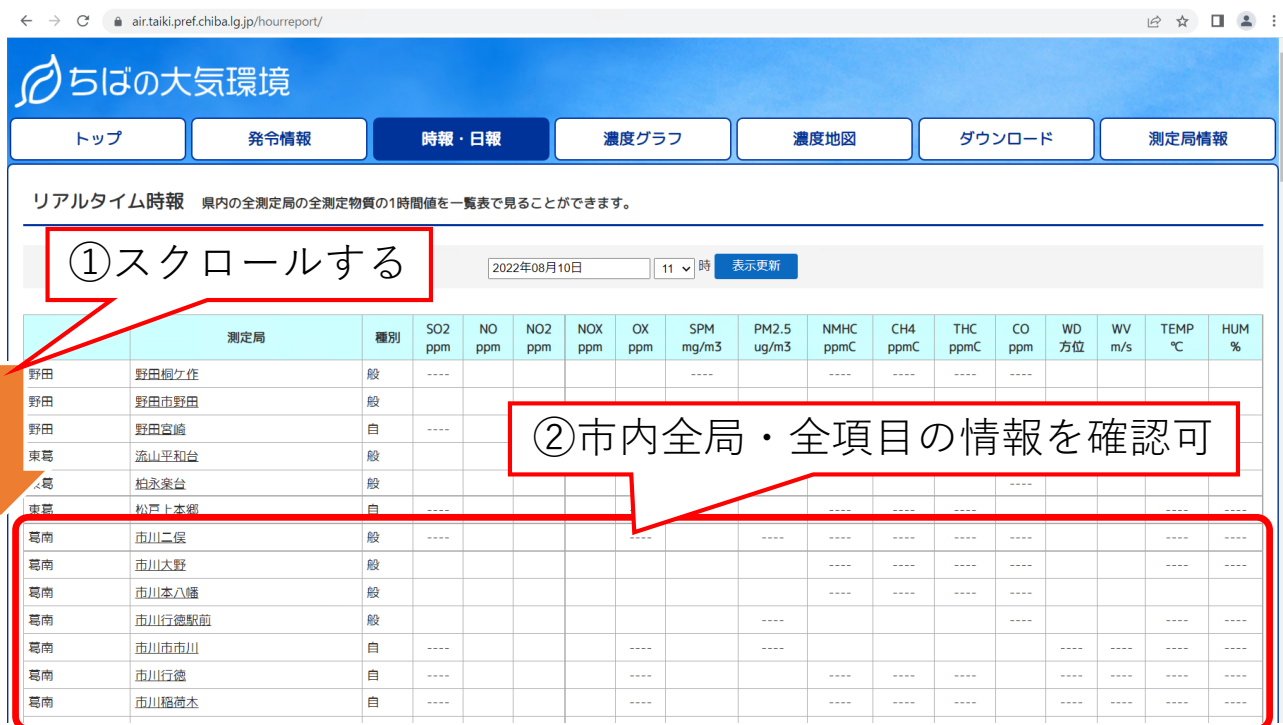 air.taiki.pref.chiba.lg.jp/hourreport/
ちばの大気環境
トップ 発令情報 時報・日報 濃度グラフ 濃度地図 ダウンロード 測定局情報
リアルタイム時報 県内の全測定局の全測定物質の1時間値を一覧表で見ることができます。
①スクロールする
2022年08月10日 11 時 表示更新
測定局 種別 SO2 ppm NO ppm NO2 ppm NOX ppm OX ppm SPM mg/m3 PM2.5 ug/m3 NMHC ppmC CH4 ppmC THC ppmC CO ppm WD 方位 WV m/s TEMP ℃ HUM %
野田 野田桐ケ作 般 ---- ---- ---- ---- ---- ----
野田 野田市野田 般
野田 野田宮崎 自 ----
②市内全局・全項目の情報を確認可
東葛 流山平和台 般
葛 柏永楽台 般 ----
東葛 松戸上本郷 自 ---- ---- ---- ---- ---- ----
葛南 市川二俣 般 ---- ---- ---- ---- ---- ---- ---- ---- ----
葛南 市川大野 般 ---- ---- ---- ---- ---- ----
葛南 市川本八幡 般 ---- ---- ---- ----
葛南 市川行徳駅前 般 ---- ---- ---- ----
葛南 市川市市川 自 ---- ---- ---- ---- ---- ---- ----
葛南 市川行徳 自 ---- ---- ---- ---- ---- ---- ---- ---- ----
葛南 市川稲荷木 自 ---- ---- ---- ---- ---- ---- ---- ---- ----